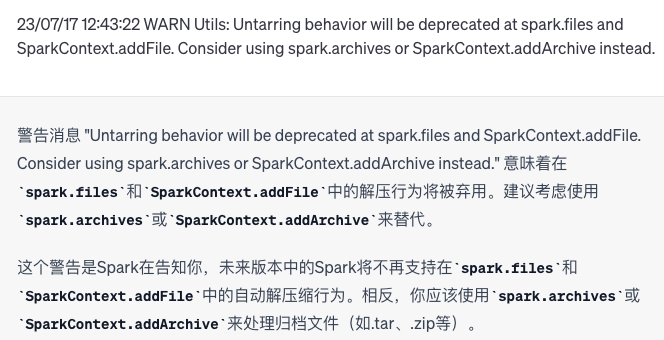 23/07/17 12:43:22 WARN Utils: Untarring behavior will be deprecated at spark.files and
SparkContext.addFile. Consider using spark.archives or SparkContext.addArchive instead.
警告消息 "Untarring behavior will be deprecated at spark.files and SparkContext.addFile.
Consider using spark.archives or SparkContext.addArchive instead." 意味着在
`spark.files`和`SparkContext.addFile`中的解压行为将被弃用。建议考虑使用
`spark.archives`或`SparkContext.addArchive`来替代。
这个警告是Spark在告知你，未来版本中的Spark将不再支持在`spark.files`和
`SparkContext.addFile`中的自动解压缩行为。相反，你应该使用`spark.archives`或
`SparkContext.addArchive`来处理归档文件（如.tar、.zip等）。